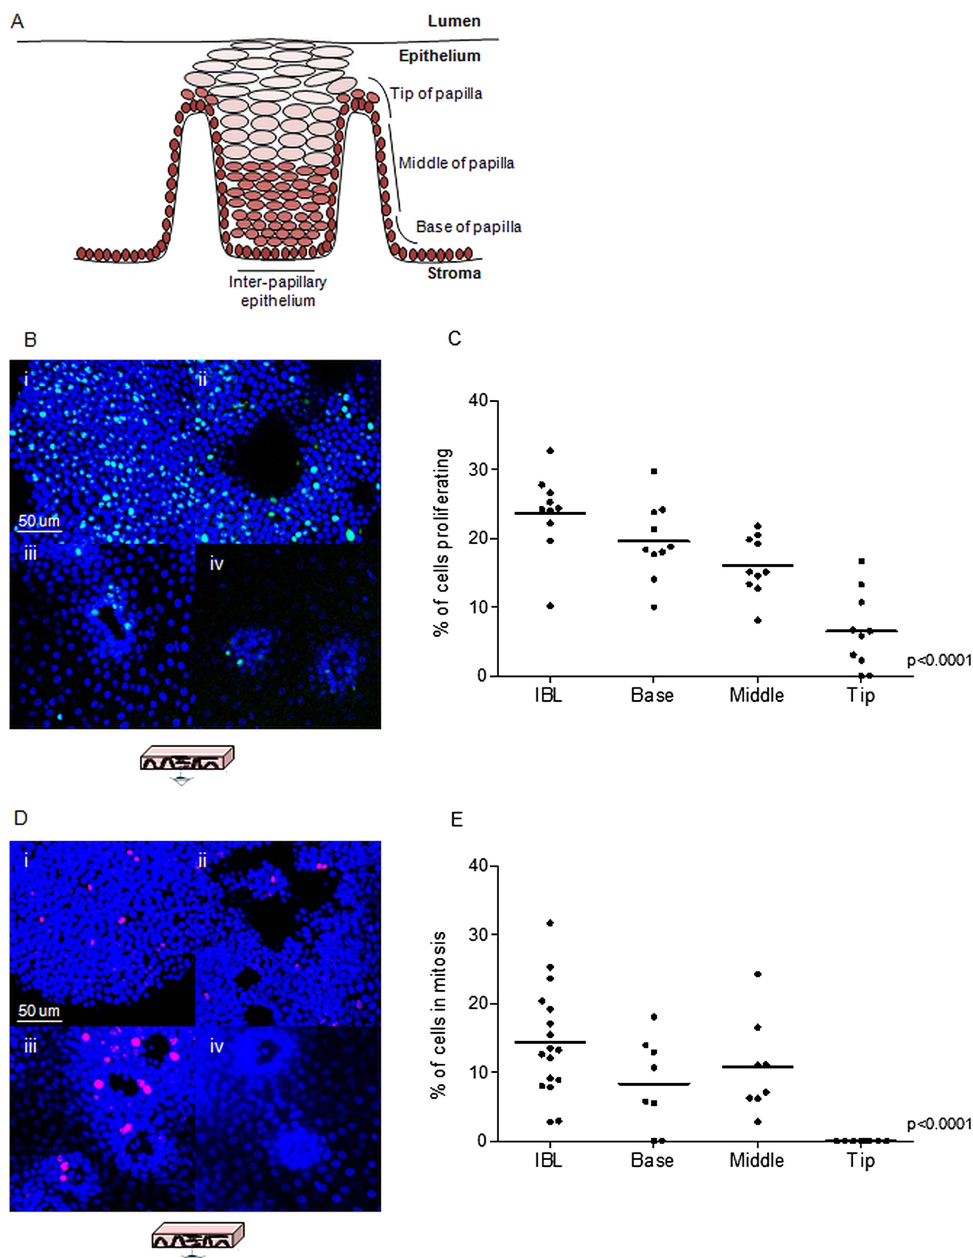 A
Lumen
Epithelium
Tip of papilla
Middle of papilla
Base of papilla
Stroma
Inter-papillary
epithelium
B
i
ii
50 um
iii
iv
C
40
30
20
10
0
% of cells proliferating
IBL
Base
Middle
Tip
p<0.0001
D
i
ii
50 um
iii
iv
E
40
30
20
10
0
% of cells in mitosis
IBL
Base
Middle
Tip
p<0.0001